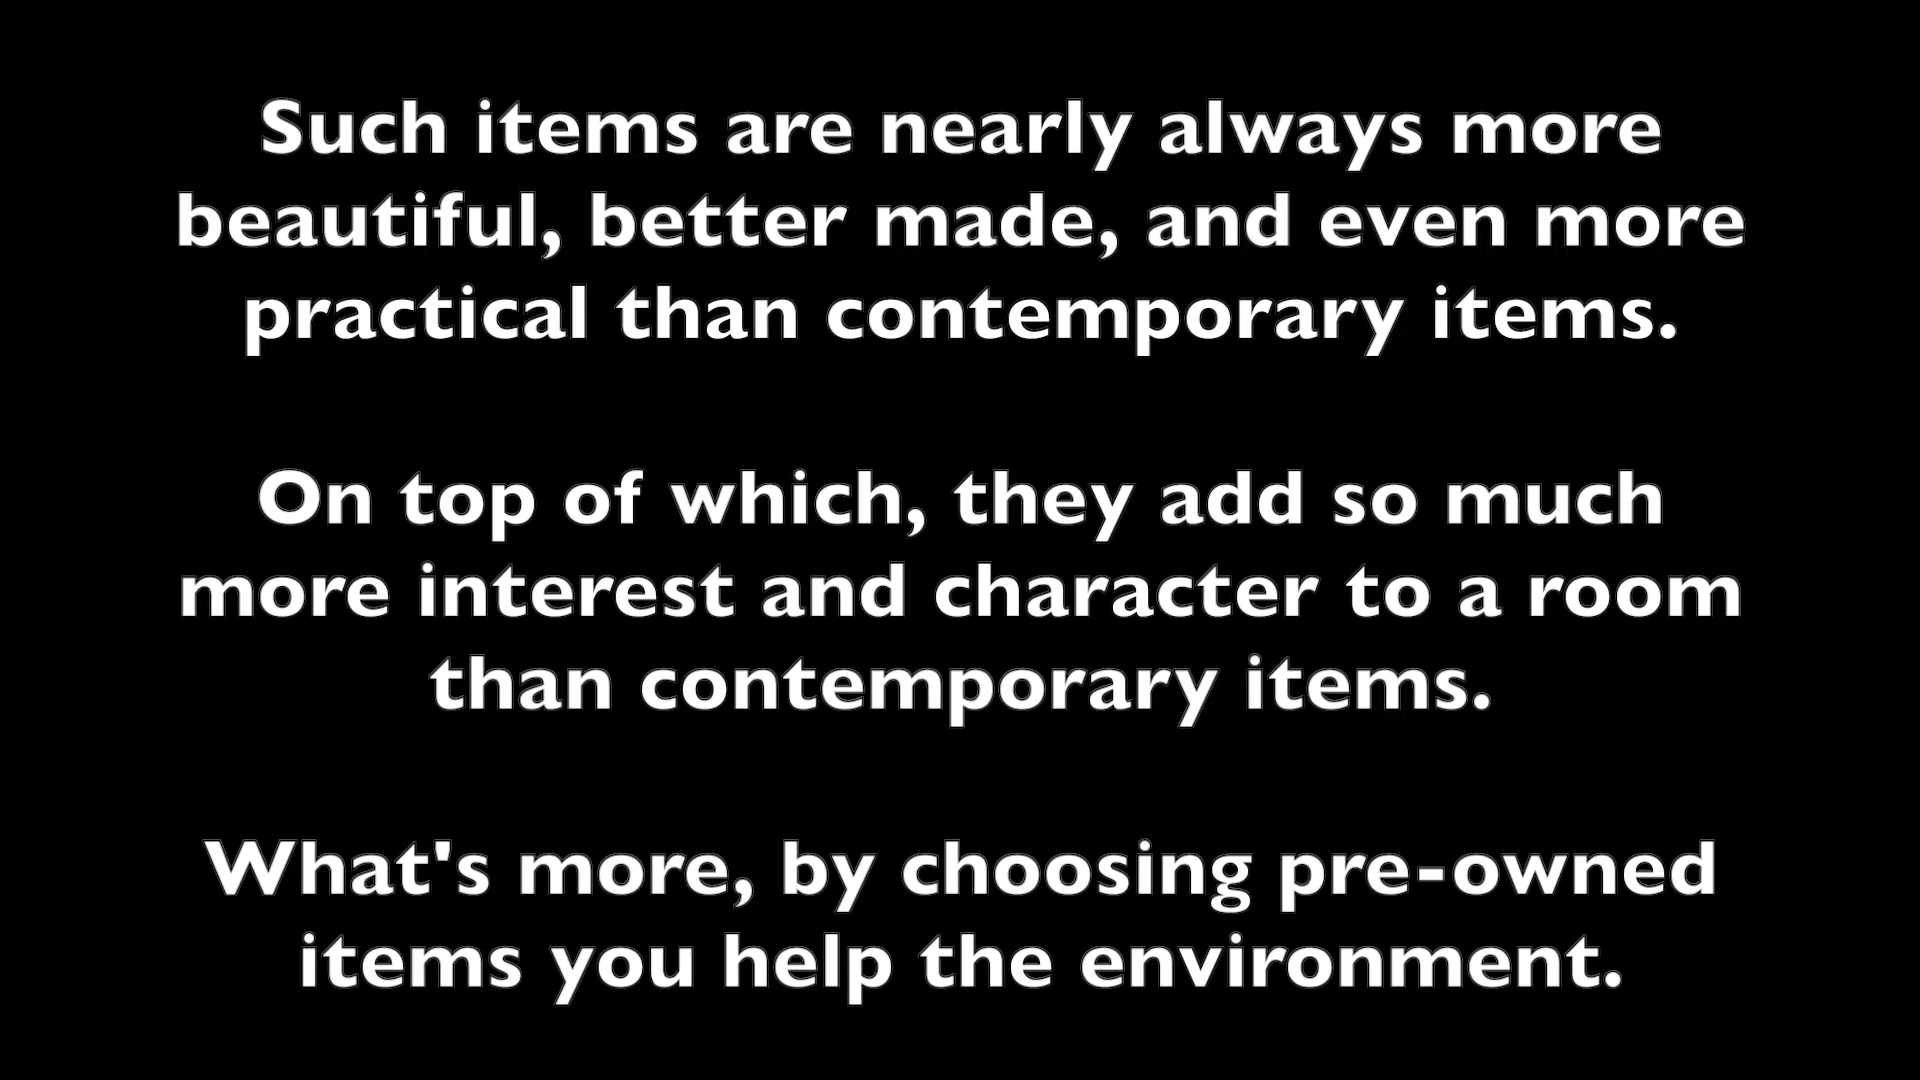 Such items are nearly always more
beautiful, better made, and even more
practical than contemporary items.
On top of which, they add so much
more interest and character to a room
than contemporary items.
What's more, by choosing pre-owned
items you help the environment.